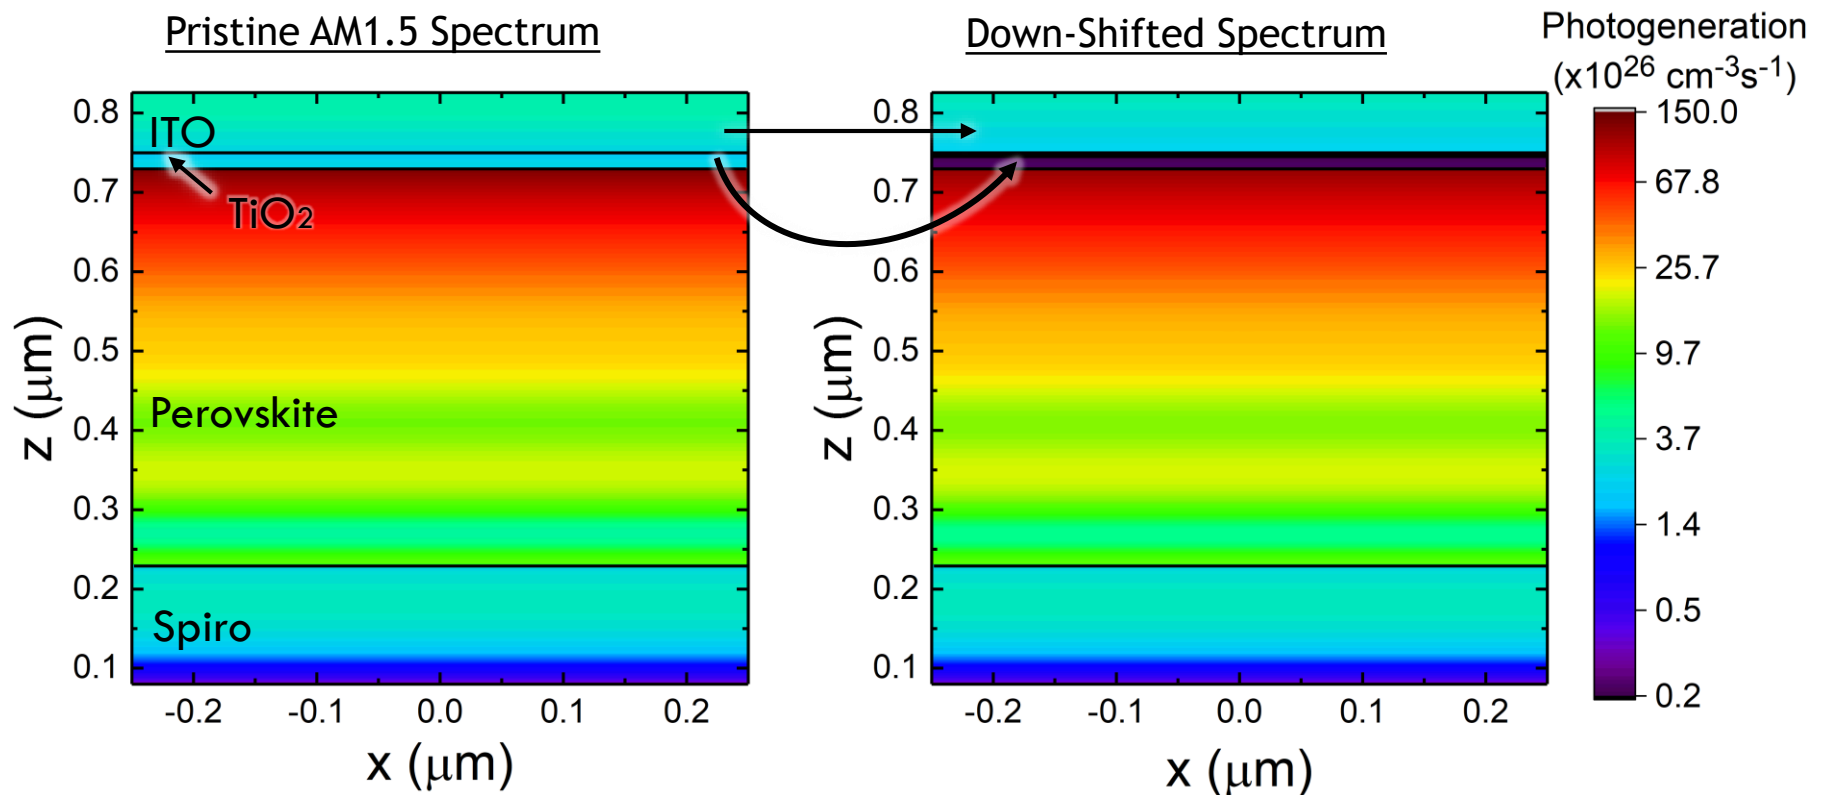 Pristine AM1.5 Spectrum
Down-Shifted Spectrum
Photogeneration
(x10²⁶ cm⁻³s⁻¹)
0.8
0.7
0.6
0.5
0.4
0.3
0.2
0.1
z (μm)
ITO
TiO₂
Perovskite
Spiro
-0.2 -0.1 0.0 0.1 0.2
x (μm)
0.8
0.7
0.6
0.5
0.4
0.3
0.2
0.1
z (μm)
-0.2 -0.1 0.0 0.1 0.2
x (μm)
150.0
67.8
25.7
9.7
3.7
1.4
0.5
0.2